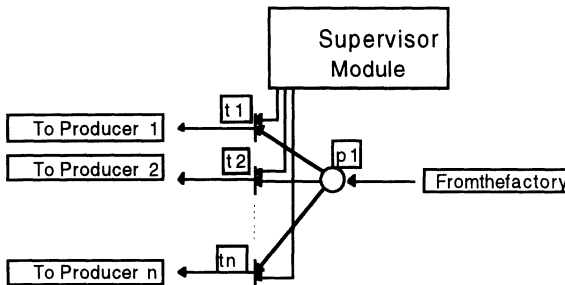 Supervisor
Module
t1
To Producer 1
p1
t2
To Producer 2
Fromthefactory
tn
To Producer n